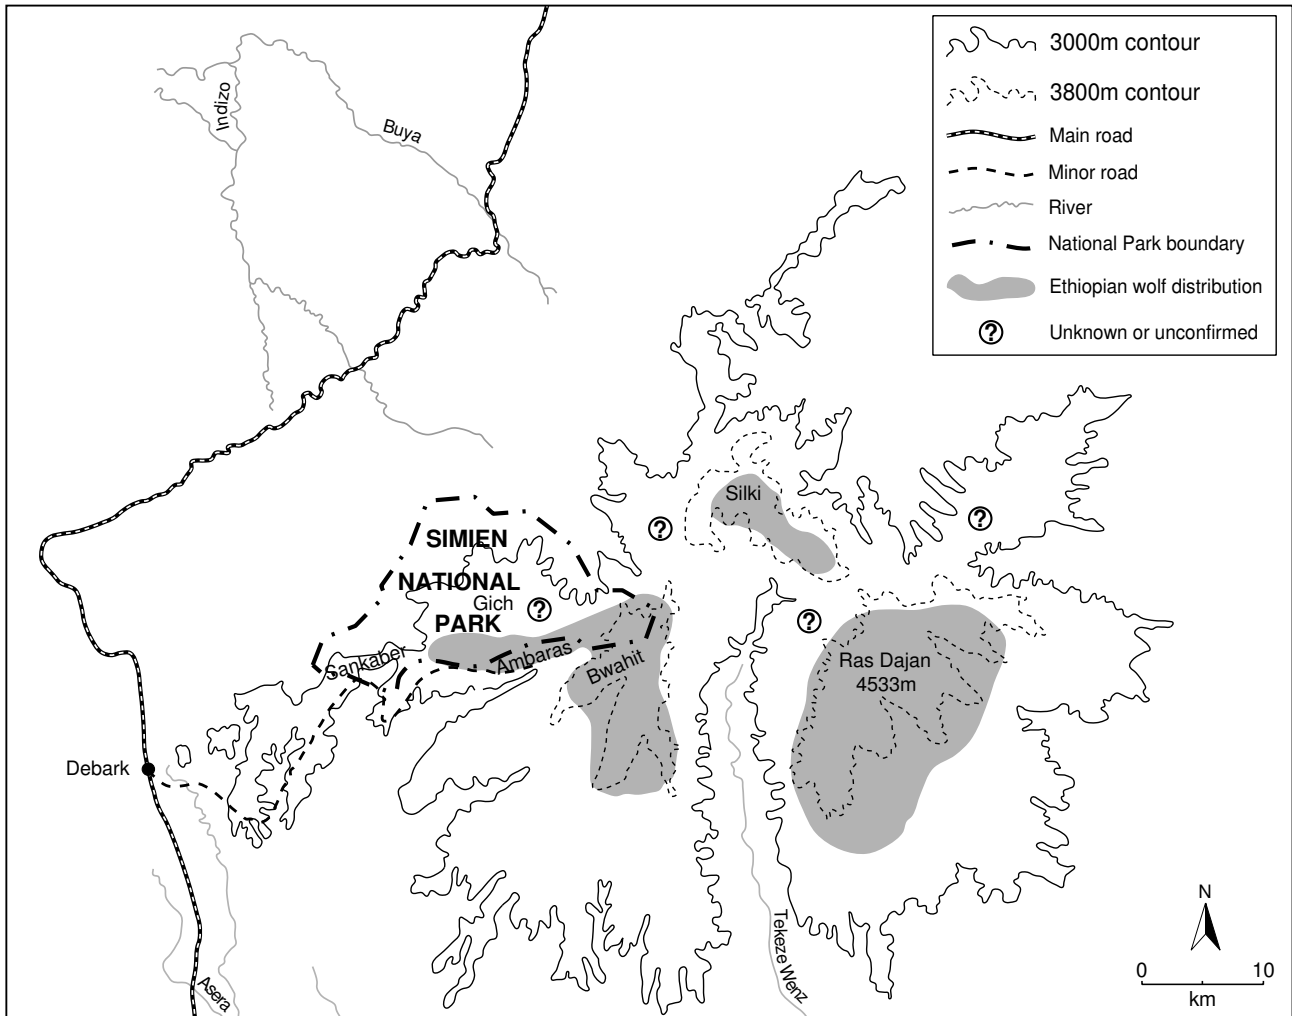 3000m contour
3800m contour
Main road
Minor road
River
National Park boundary
Ethiopian wolf distribution
? Unknown or unconfirmed
Indizo
Buya
Silki
?
?
SIMIEN
NATIONAL
Gich
?
PARK
?
Sankaber
Ambaras
Bwahit
Ras Dajan
4533m
Debark
Tekeze Wenz
Asera
N
0 10
km